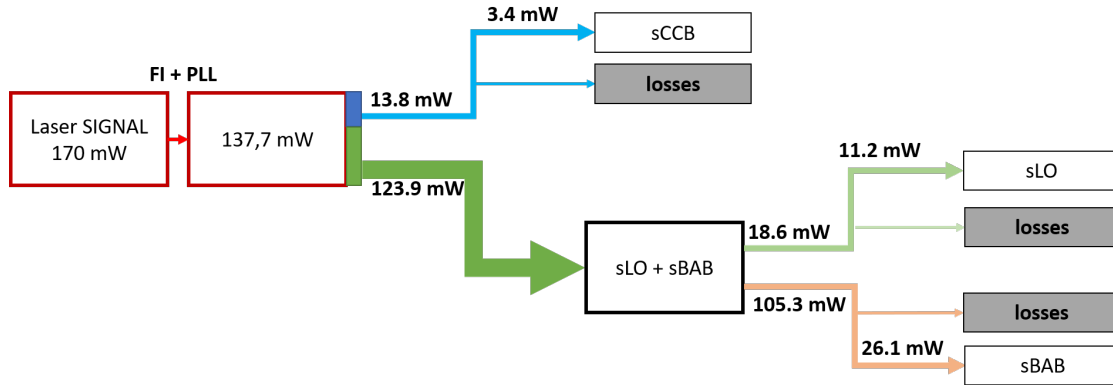 3.4 mW
sCCB
FI + PLL
losses
13.8 mW
Laser SIGNAL
170 mW
137,7 mW
123.9 mW
11.2 mW
sLO
18.6 mW
losses
sLO + sBAB
105.3 mW
losses
26.1 mW
sBAB